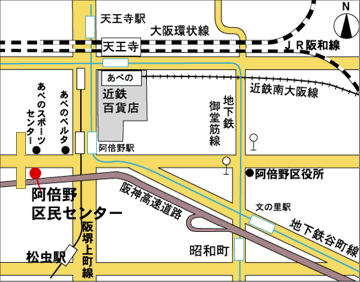 天王寺駅
大阪環状線
天王寺
JR阪和線
N
あべの
近鉄
百貨店
近鉄南大阪線
地下鉄
御堂筋線
あべのベルタ
あべのスポーツ
センター
阿倍野駅
阿倍野区役所
阿倍野
区民センター
阪神高速道路
文の里駅
地下鉄谷町線
昭和町
松虫駅
阪堺上町線